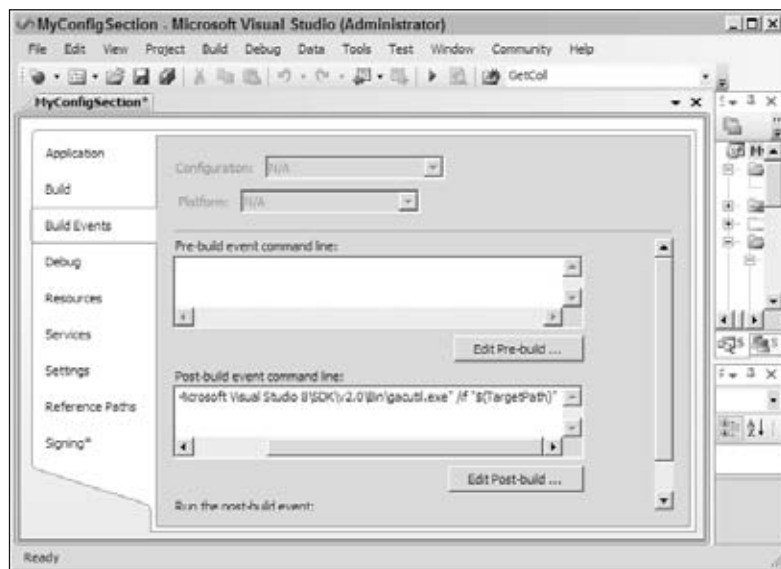 MyConfigSection - Microsoft Visual Studio (Administrator)
File Edit View Project Build Debug Data Tools Test Window Community Help
GetColl
MyConfigSection*
Application
Build
Build Events
Debug
Resources
Services
Settings
Reference Paths
Signing*
Configuration: N/A
Platform: N/A
Pre-build event command line:
Edit Pre-build ...
Post-build event command line:
icrosoft Visual Studio 8\SDK\v2.0\Bin\gacutil.exe" /if "$(TargetPath)"
Edit Post-build ...
Run the post-build event:
Ready